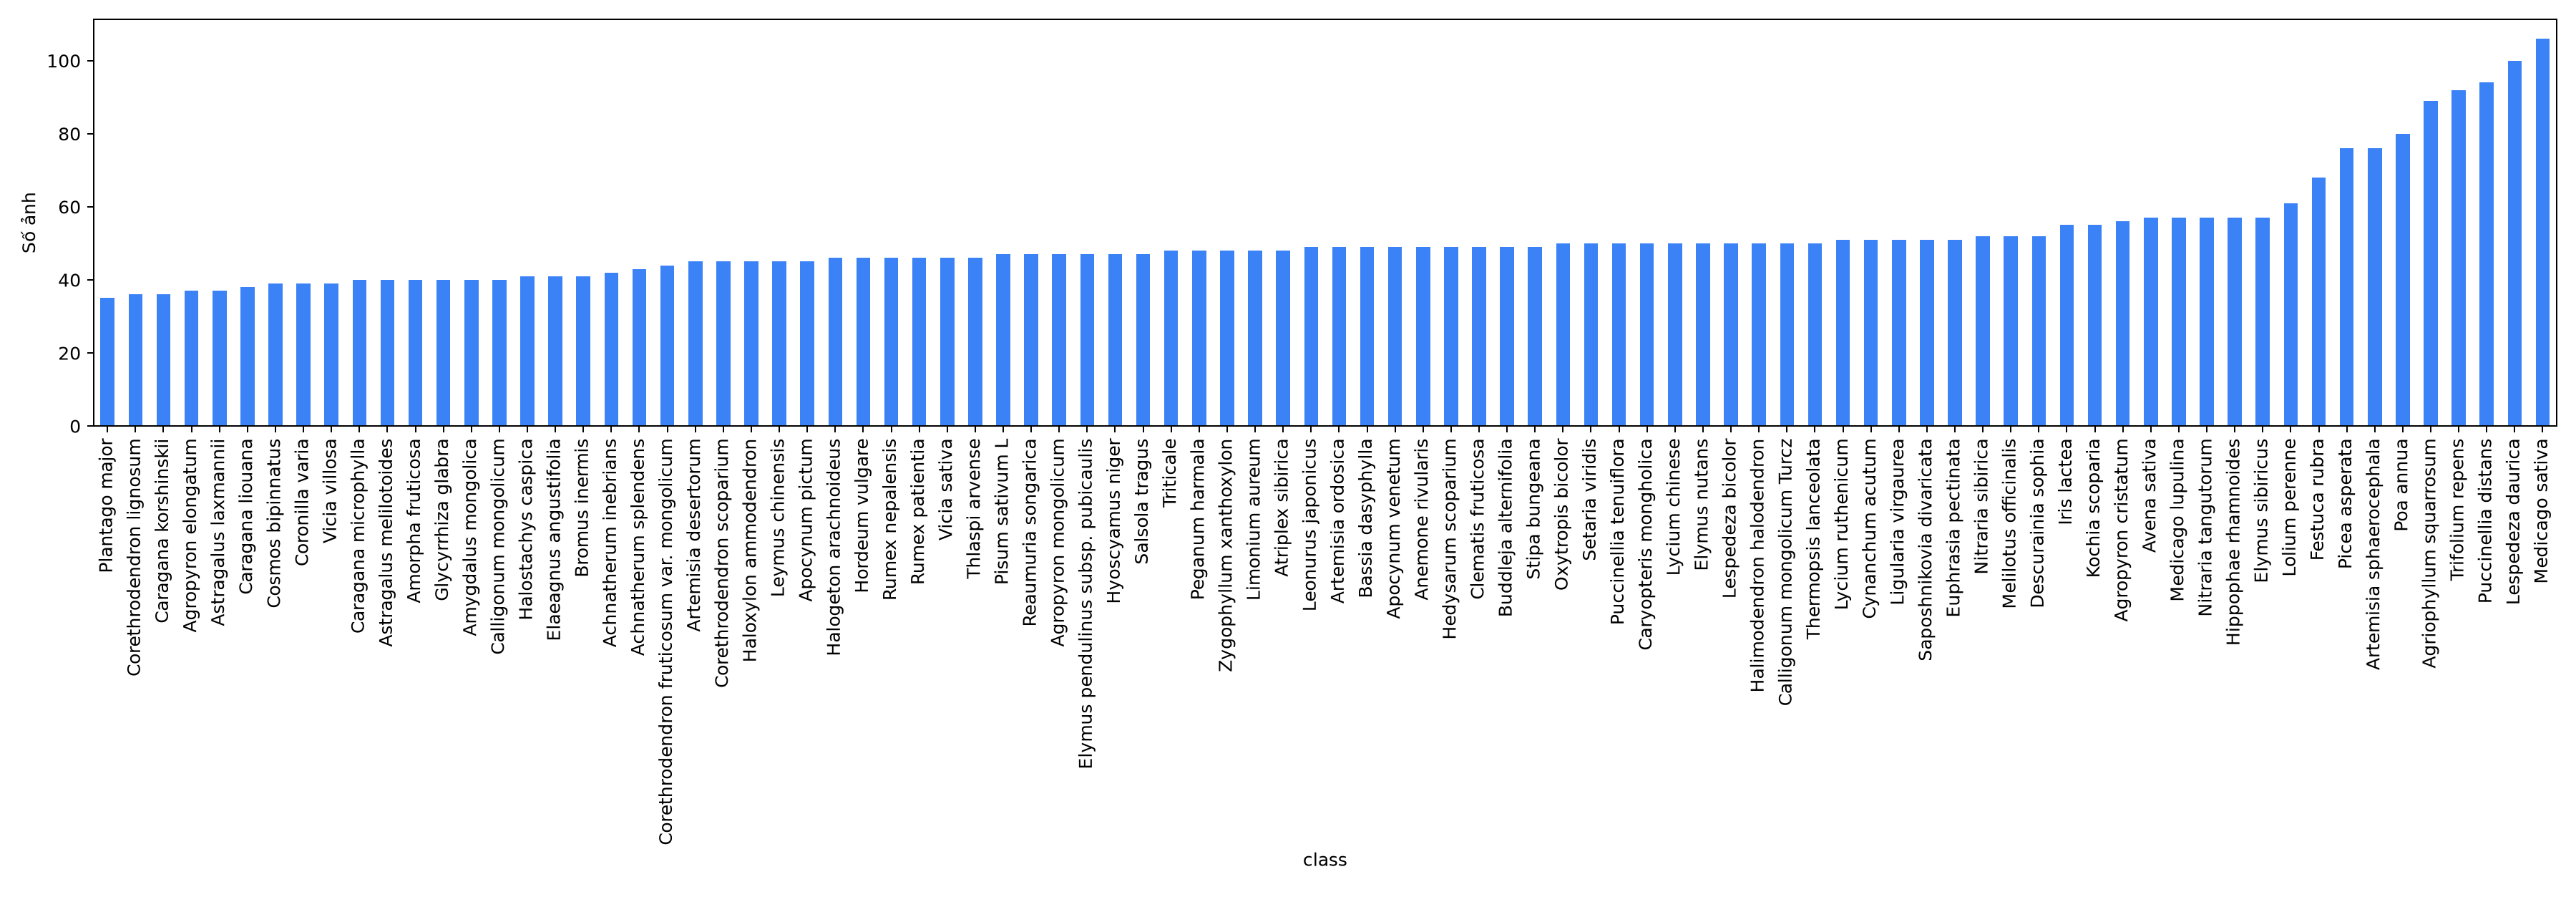 Số ảnh
100
80
60
40
20
0
Plantago major
Corethrodendron lignosum
Caragana korshinskii
Agropyron elongatum
Astragalus laxmannii
Caragana liouana
Cosmos bipinnatus
Coronilla varia
Vicia villosa
Caragana microphylla
Astragalus melilotoides
Amorpha fruticosa
Glycyrrhiza glabra
Amygdalus mongolica
Calligonum mongolicum
Halostachys caspica
Elaeagnus angustifolia
Bromus inermis
Achnatherum inebrians
Achnatherum splendens
Corethrodendron fruticosum var. mongolicum
Artemisia desertorum
Corethrodendron scoparium
Haloxylon ammodendron
Leymus chinensis
Apocynum pictum
Halogeton arachnoideus
Hordeum vulgare
Rumex nepalensis
Rumex patientia
Vicia sativa
Thlaspi arvense
Pisum sativum L
Reaumuria songarica
Agropyron mongolicum
Elymus pendulinus subsp. pubicaulis
Hyoscyamus niger
Salsola tragus
Triticale
Peganum harmala
Zygophyllum xanthoxylon
Limonium aureum
Atriplex sibirica
Leonurus japonicus
Artemisia ordosica
Bassia dasyphylla
Apocynum venetum
Anemone rivularis
Hedysarum scoparium
Clematis fruticosa
Buddleja alternifolia
Stipa bungeana
Oxytropis bicolor
Setaria viridis
Puccinellia tenuiflora
Caryopteris mongholica
Lycium chinese
Elymus nutans
Lespedeza bicolor
Halimodendron halodendron
Calligonum mongolicum Turcz
Thermopsis lanceolata
Lycium ruthenicum
Cynanchum acutum
Ligularia virgaurea
Saposhnikovia divaricata
Euphrasia pectinata
Nitraria sibirica
Melilotus officinalis
Descurainia sophia
Iris lactea
Kochia scoparia
Agropyron cristatum
Avena sativa
Medicago lupulina
Nitraria tangutorum
Hippophae rhamnoides
Elymus sibiricus
Lolium perenne
Festuca rubra
Picea asperata
Artemisia sphaerocephala
Poa annua
Agriophyllum squarrosum
Trifolium repens
Puccinellia distans
Lespedeza daurica
Medicago sativa
class